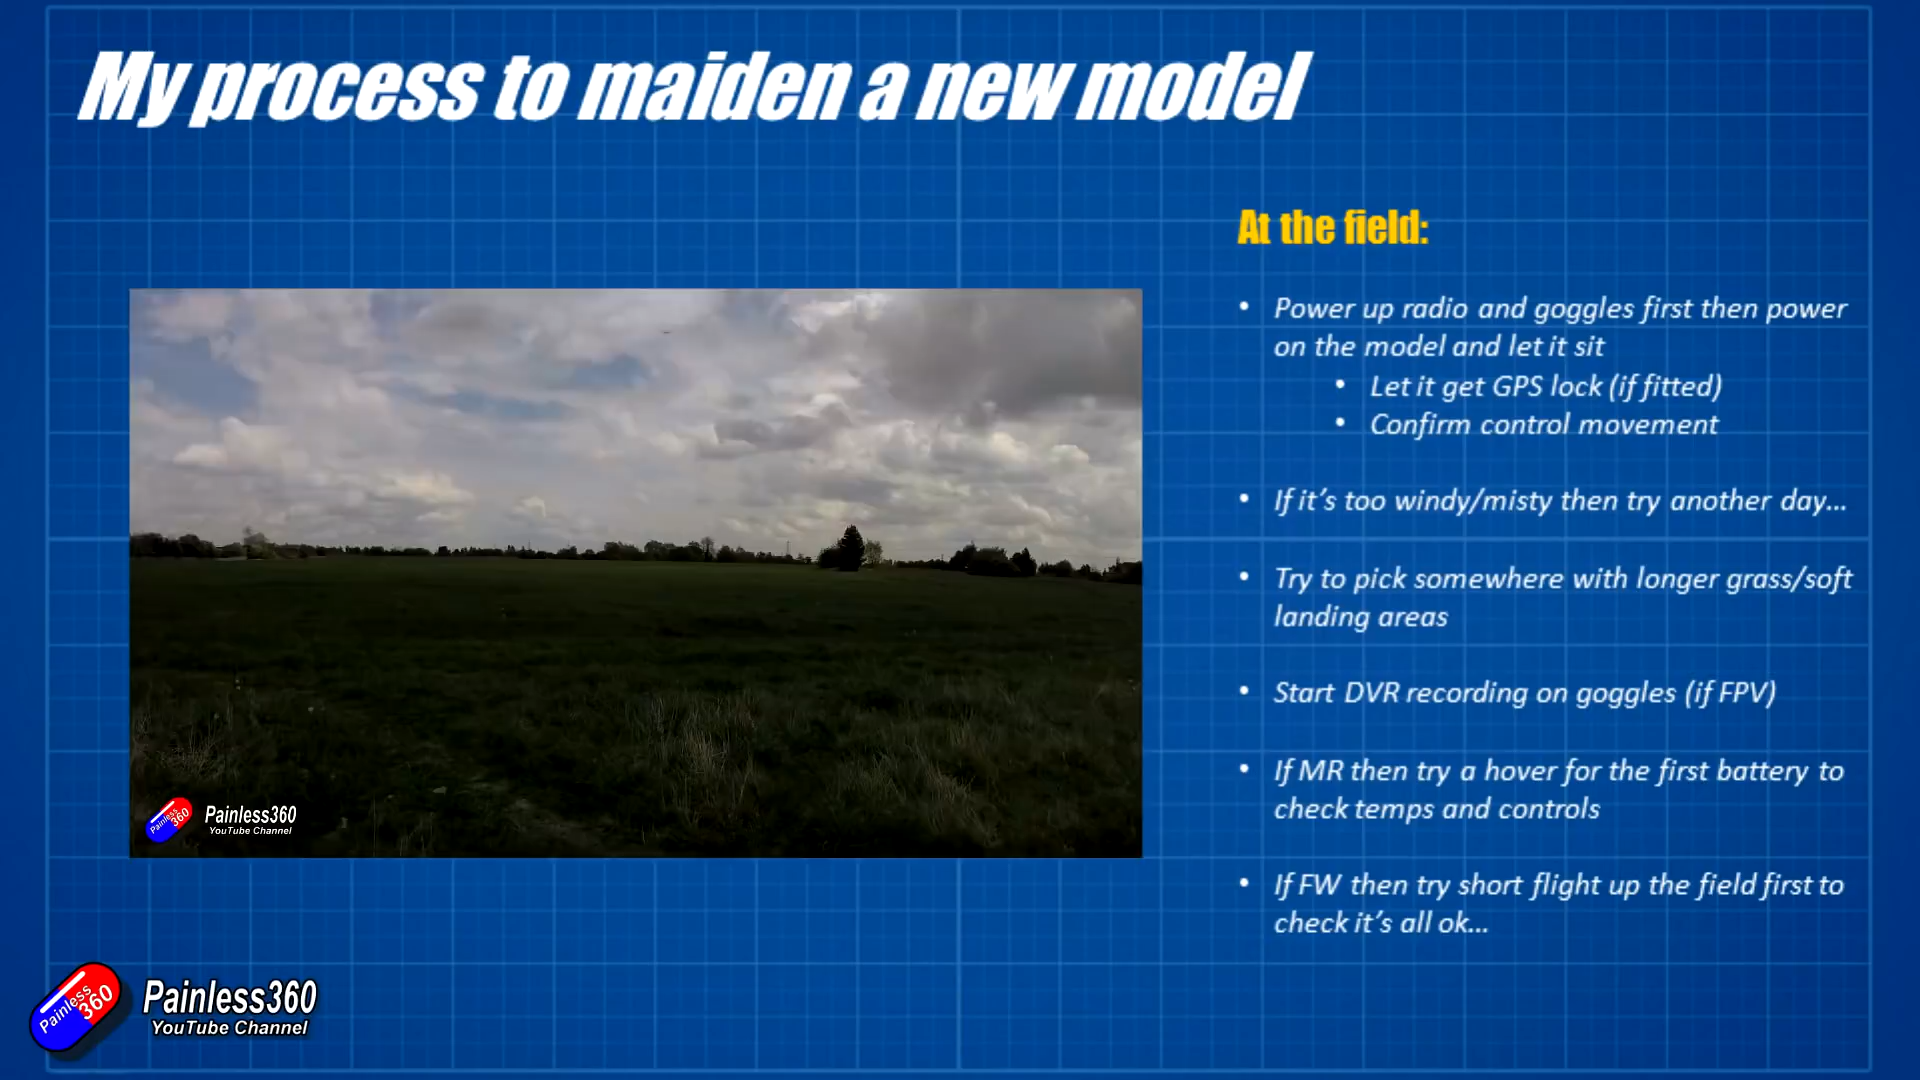 My process to maiden a new model
At the field:
• Power up radio and goggles first then power
on the model and let it sit
• Let it get GPS lock (if fitted)
• Confirm control movement
• If it’s too windy/misty then try another day…
• Try to pick somewhere with longer grass/soft
landing areas
• Start DVR recording on goggles (if FPV)
• If MR then try a hover for the first battery to
check temps and controls
• If FW then try short flight up the field first to
check it’s all ok…
Painless
360
Painless360
YouTube Channel
Painless
360
Painless360
YouTube Channel